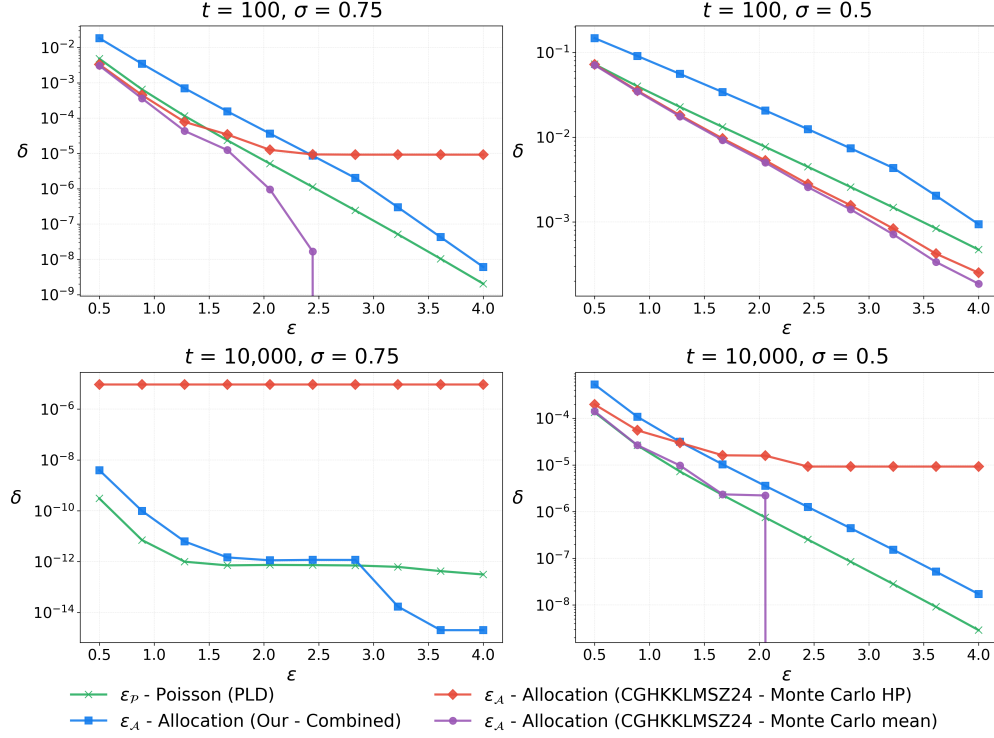 t = 100, σ = 0.75
t = 100, σ = 0.5
10⁻²
10⁻³
10⁻⁴
10⁻⁵
10⁻⁶
10⁻⁷
10⁻⁸
10⁻⁹
δ
0.5 1.0 1.5 2.0 2.5 3.0 3.5 4.0
ε
10⁻¹
10⁻²
10⁻³
δ
0.5 1.0 1.5 2.0 2.5 3.0 3.5 4.0
ε
t = 10,000, σ = 0.75
t = 10,000, σ = 0.5
10⁻⁶
10⁻⁸
10⁻¹⁰
10⁻¹²
10⁻¹⁴
δ
0.5 1.0 1.5 2.0 2.5 3.0 3.5 4.0
ε
10⁻⁴
10⁻⁵
10⁻⁶
10⁻⁷
10⁻⁸
δ
0.5 1.0 1.5 2.0 2.5 3.0 3.5 4.0
ε
ε𝒫 - Poisson (PLD)
ε𝒜 - Allocation (Our - Combined)
ε𝒜 - Allocation (CGHKKLMSZ24 - Monte Carlo HP)
ε𝒜 - Allocation (CGHKKLMSZ24 - Monte Carlo mean)